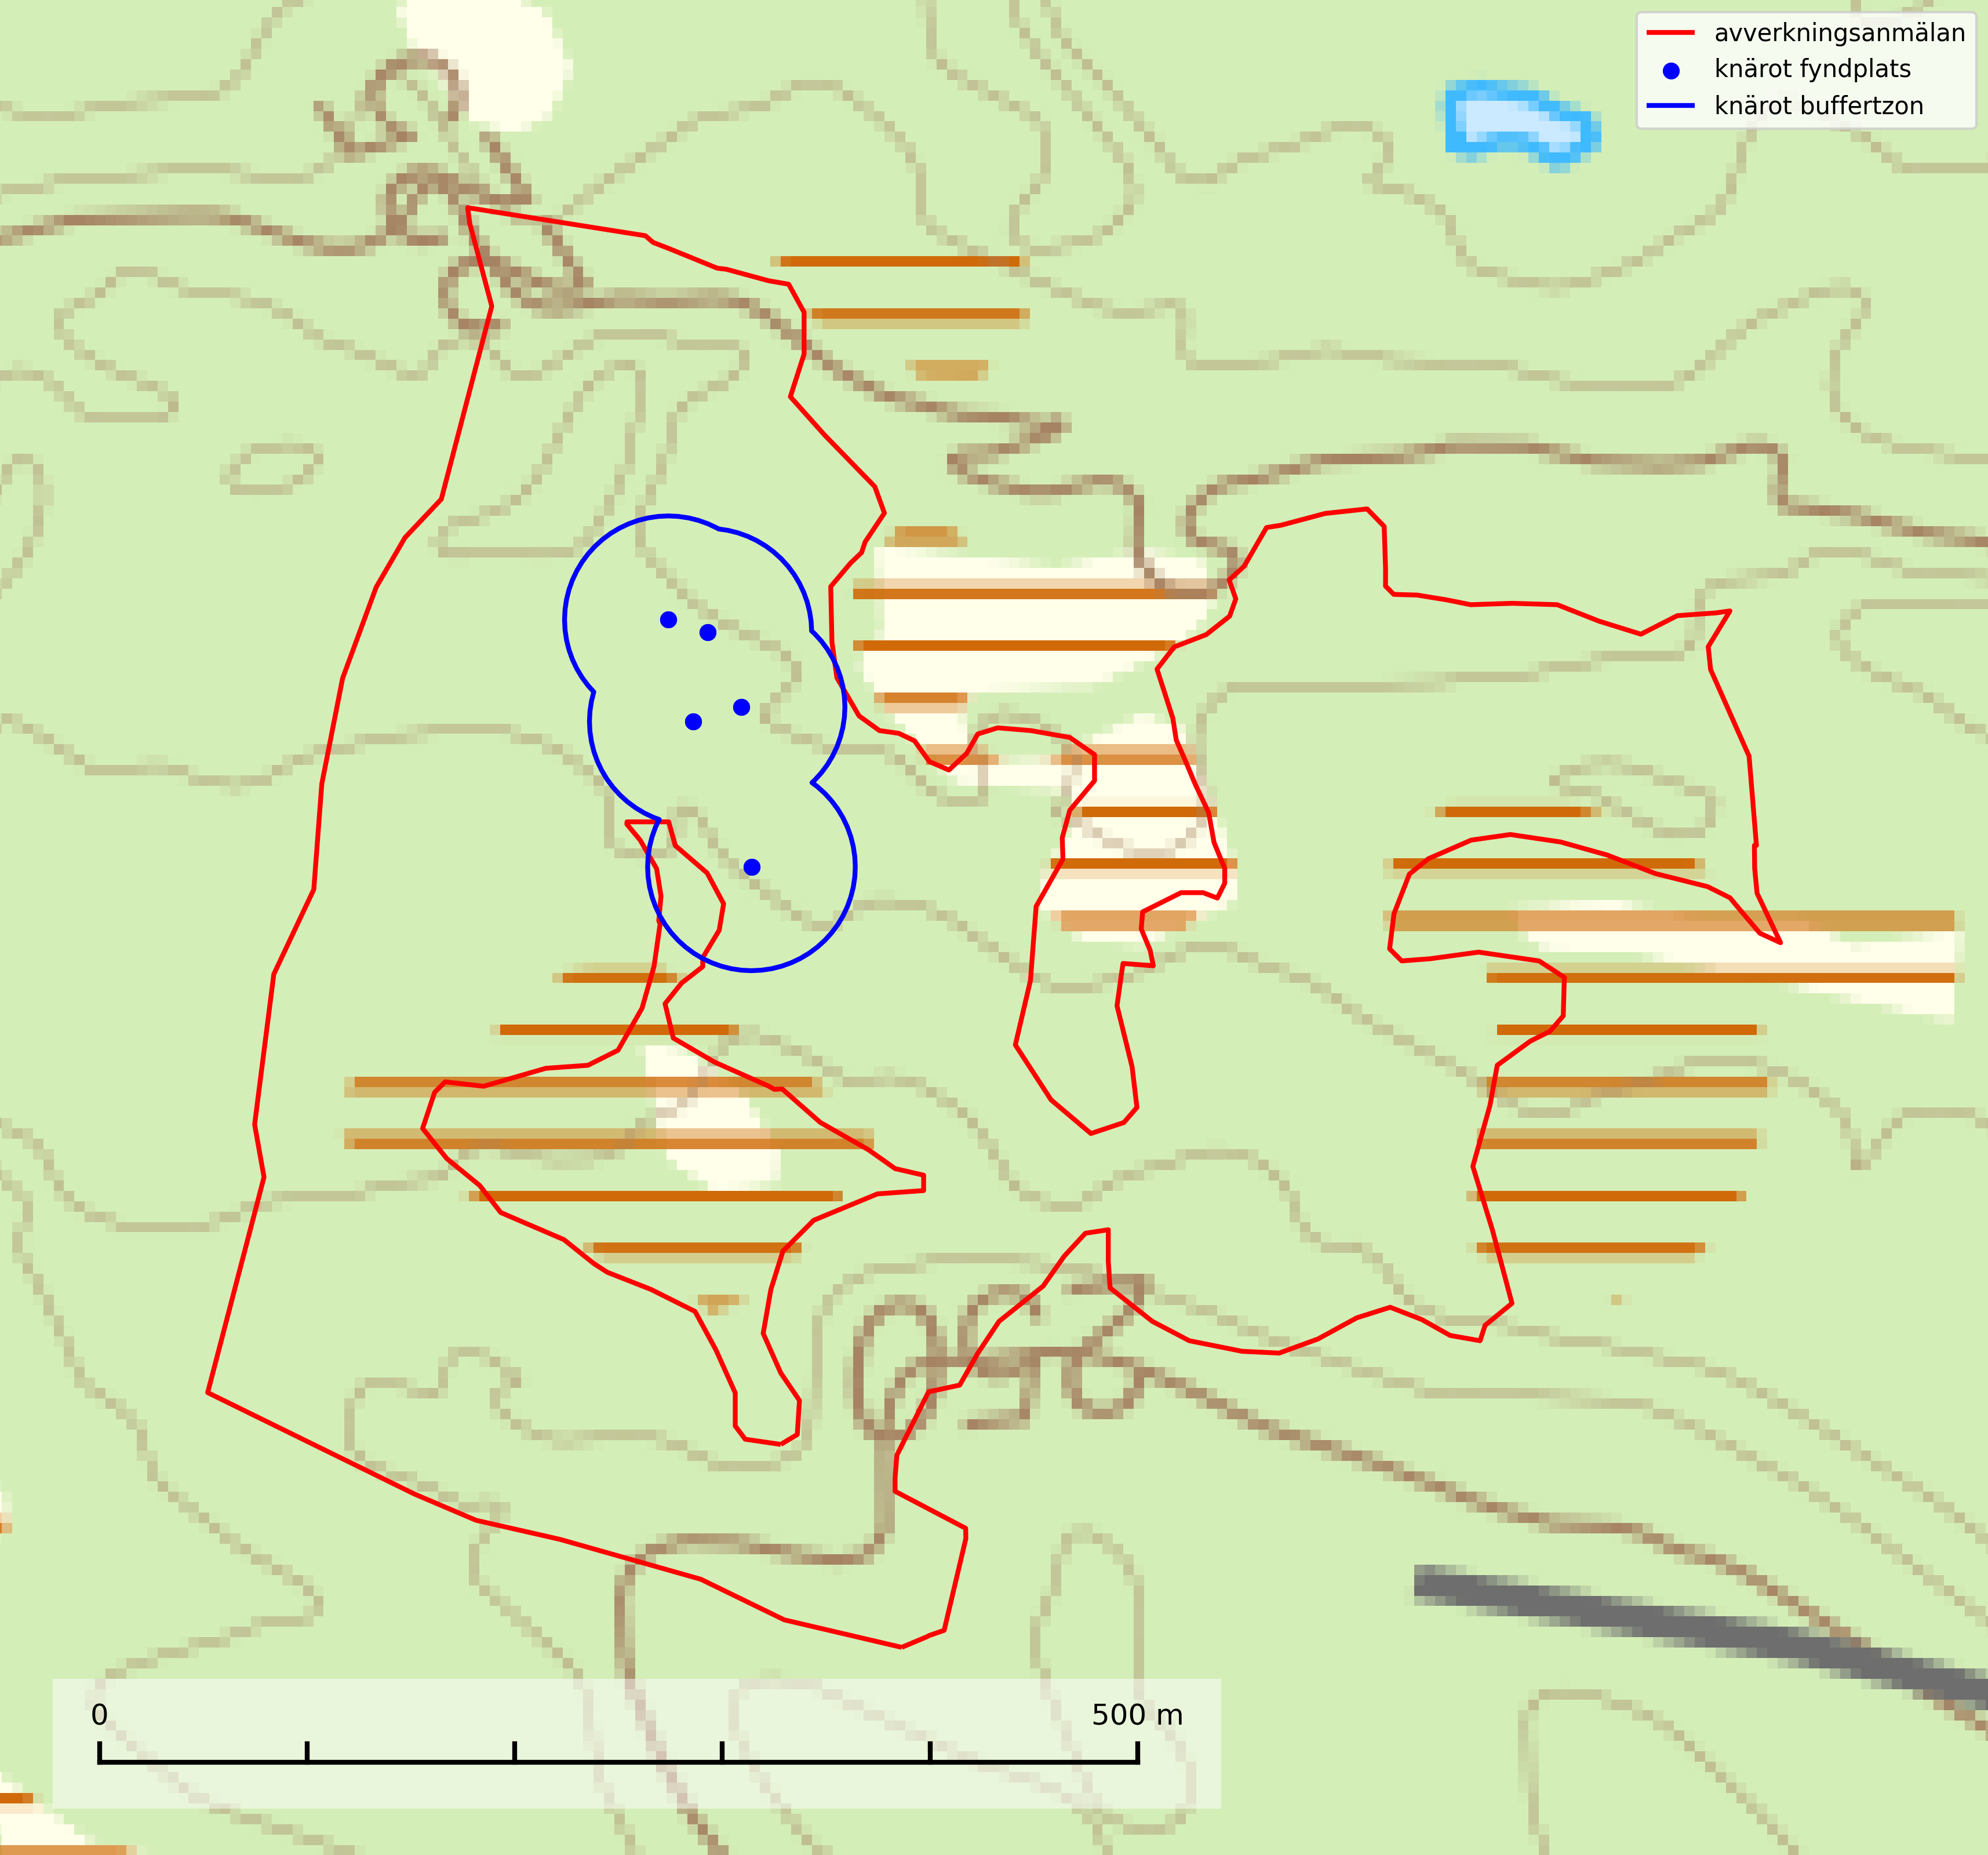 avverkningsanmälan
knärot fyndplats
knärot buffertzon
0 500 m